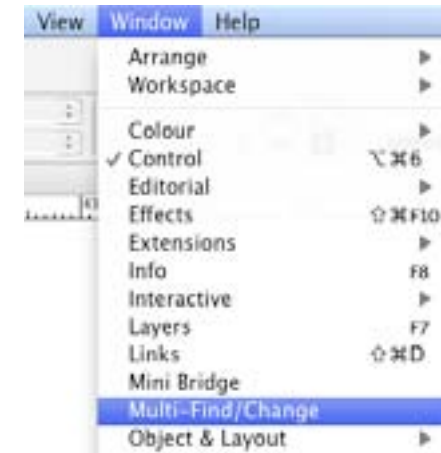 View Window Help
Arrange
Workspace
Colour
✓ Control ⌥⌘6
Editorial
Effects ⇧⌘F10
Extensions
Info F8
Interactive
Layers F7
Links ⇧⌘D
Mini Bridge
Multi-Find/Change
Object & Layout